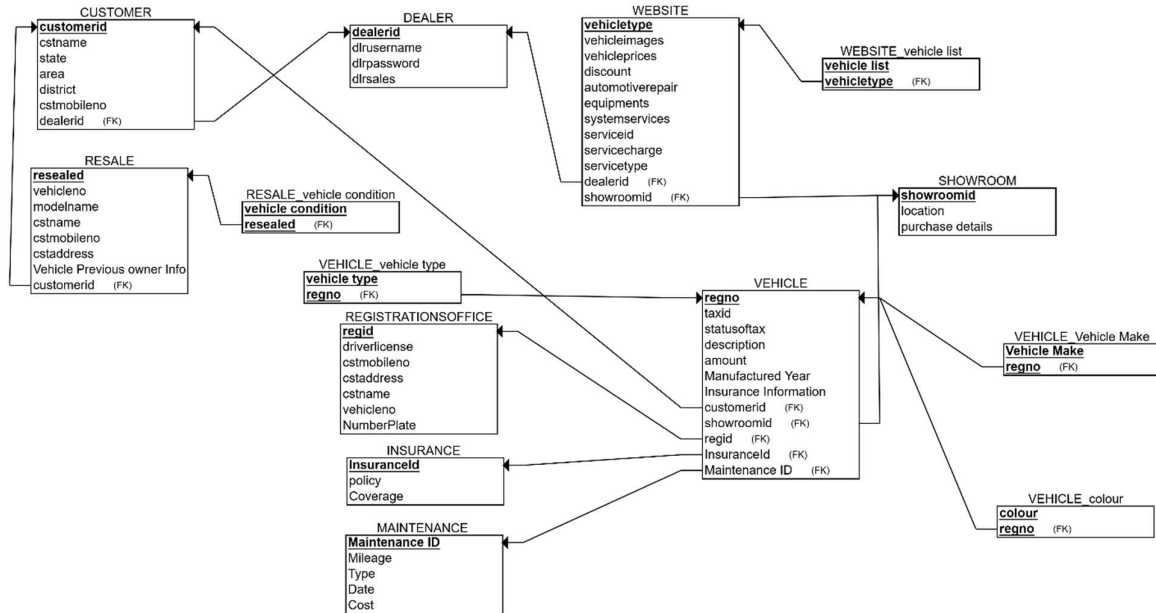 CUSTOMER
customerid
cstname
state
area
district
cstmobileno
dealerid (FK)
DEALER
dealerid
dlrusername
dlrpassword
dlrsales
WEBSITE
vehicletype
vehicleimages
vehicleprices
discount
automotiverepair
equipments
systemservices
serviceid
servicecharge
servicetype
dealerid (FK)
showroomid (FK)
WEBSITE_vehicle list
vehicle list
vehicletype (FK)
RESALE
resealed
vehicleno
modelname
cstname
cstmobileno
cstaddress
Vehicle Previous owner Info
customerid (FK)
RESALE_vehicle condition
vehicle condition
resealed (FK)
SHOWROOM
showroomid
location
purchase details
VEHICLE_vehicle type
vehicle type
regno (FK)
VEHICLE
regno
taxid
statusoftax
description
amount
Manufactured Year
Insurance Information
customerid (FK)
showroomid (FK)
regid (FK)
InsuranceId (FK)
Maintenance ID (FK)
REGISTRATIONSOFFICE
regid
driverlicense
cstmobileno
cstaddress
cstname
vehicleno
NumberPlate
VEHICLE_Vehicle Make
Vehicle Make
regno (FK)
INSURANCE
InsuranceId
policy
Coverage
VEHICLE_colour
colour
regno (FK)
MAINTENANCE
Maintenance ID
Mileage
Type
Date
Cost